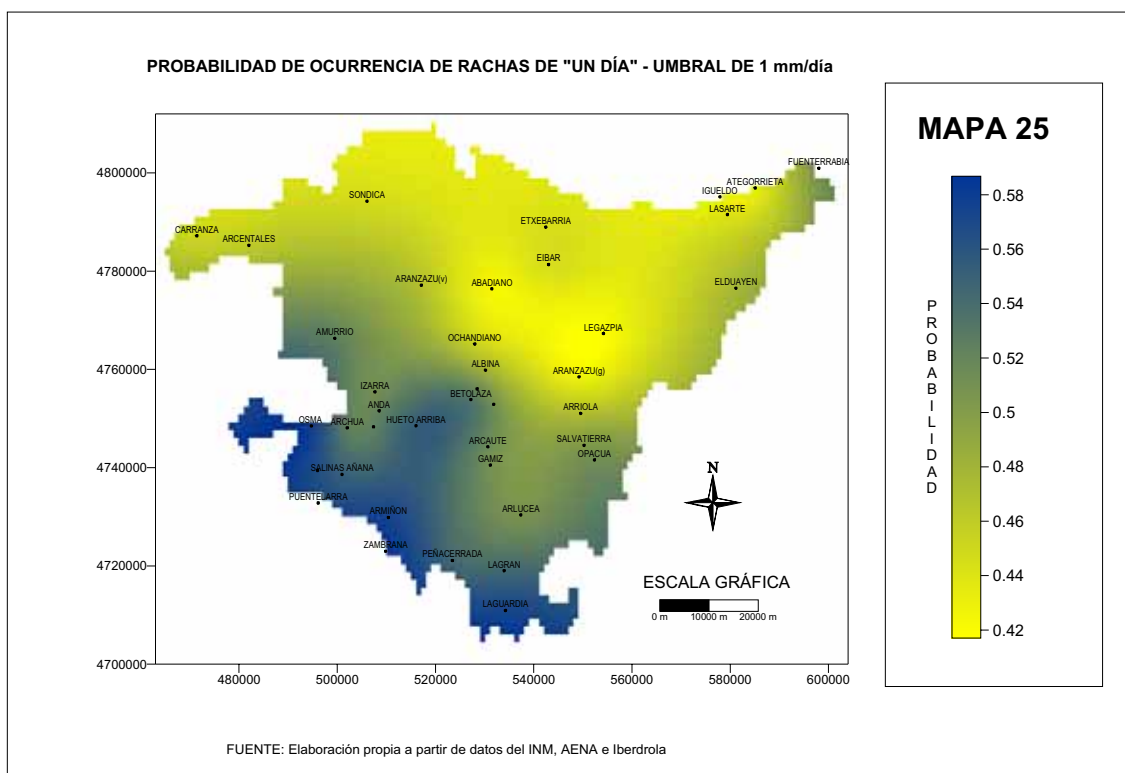 PROBABILIDAD DE OCURRENCIA DE RACHAS DE "UN DÍA" - UMBRAL DE 1 mm/día
MAPA 25
4800000
4780000
4760000
4740000
4720000
4700000
480000
500000
520000
540000
560000
580000
600000
FUENTERRABIA
ATEGORRIETA
IGUELDO
LASARTE
SONDICA
ETXEBARRIA
CARRANZA
ARCENTALES
EIBAR
ARANZAZU(v)
ABADIANO
ELDUAYEN
AMURRIO
OCHANDIANO
LEGAZPIA
ALBINA
ARANZAZU(g)
IZARRA
BETOLAZA
ANDA
ARRIOLA
OSMA
ARCHUA
HUETO ARRIBA
ARCAUTE
SALVATIERRA
GAMIZ
OPACUA
SALINAS AÑANA
PUENTELARRA
ARMIÑON
ARLUCEA
ZAMBRANA
PEÑACERRADA
LAGRAN
LAGUARDIA
N
ESCALA GRÁFICA
0 m 10000 m 20000 m
PROBABILIDAD
0.58
0.56
0.54
0.52
0.5
0.48
0.46
0.44
0.42
FUENTE: Elaboración propia a partir de datos del INM, AENA e Iberdrola